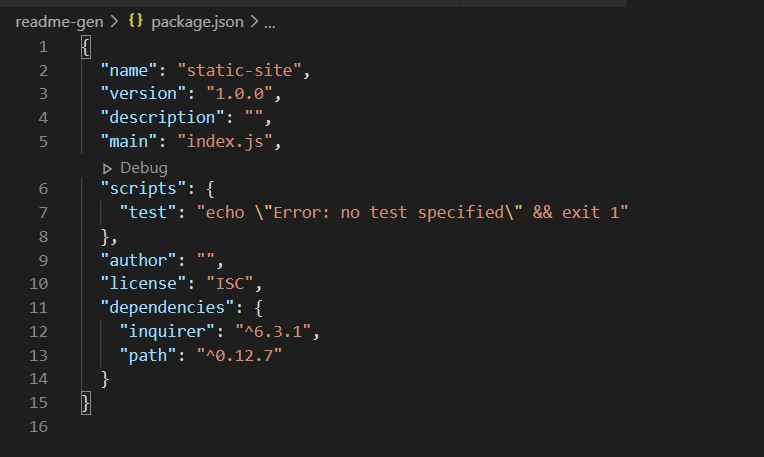 readme-gen > {} package.json > ...
1 {
2 "name": "static-site",
3 "version": "1.0.0",
4 "description": "",
5 "main": "index.js",
Debug
6 "scripts": {
7 "test": "echo \"Error: no test specified\" && exit 1"
8 },
9 "author": "",
10 "license": "ISC",
11 "dependencies": {
12 "inquirer": "^6.3.1",
13 "path": "^0.12.7"
14 }
15 }
16